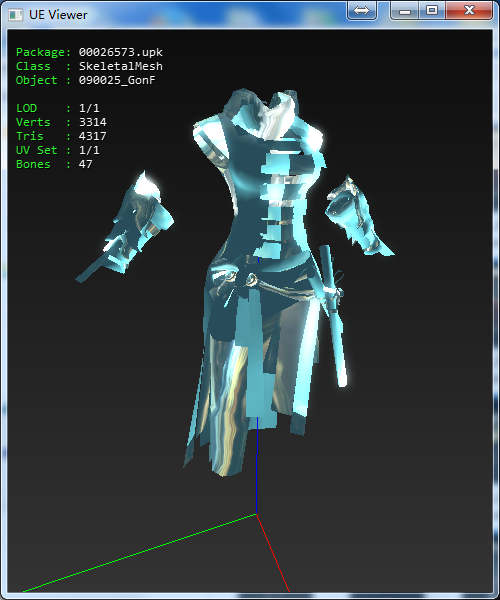 UE Viewer
Package: 00026573.upk
Class  : SkeletalMesh
Object : 090025_GonF
LOD    : 1/1
Verts  : 3314
Tris   : 4317
UV Set : 1/1
Bones  : 47